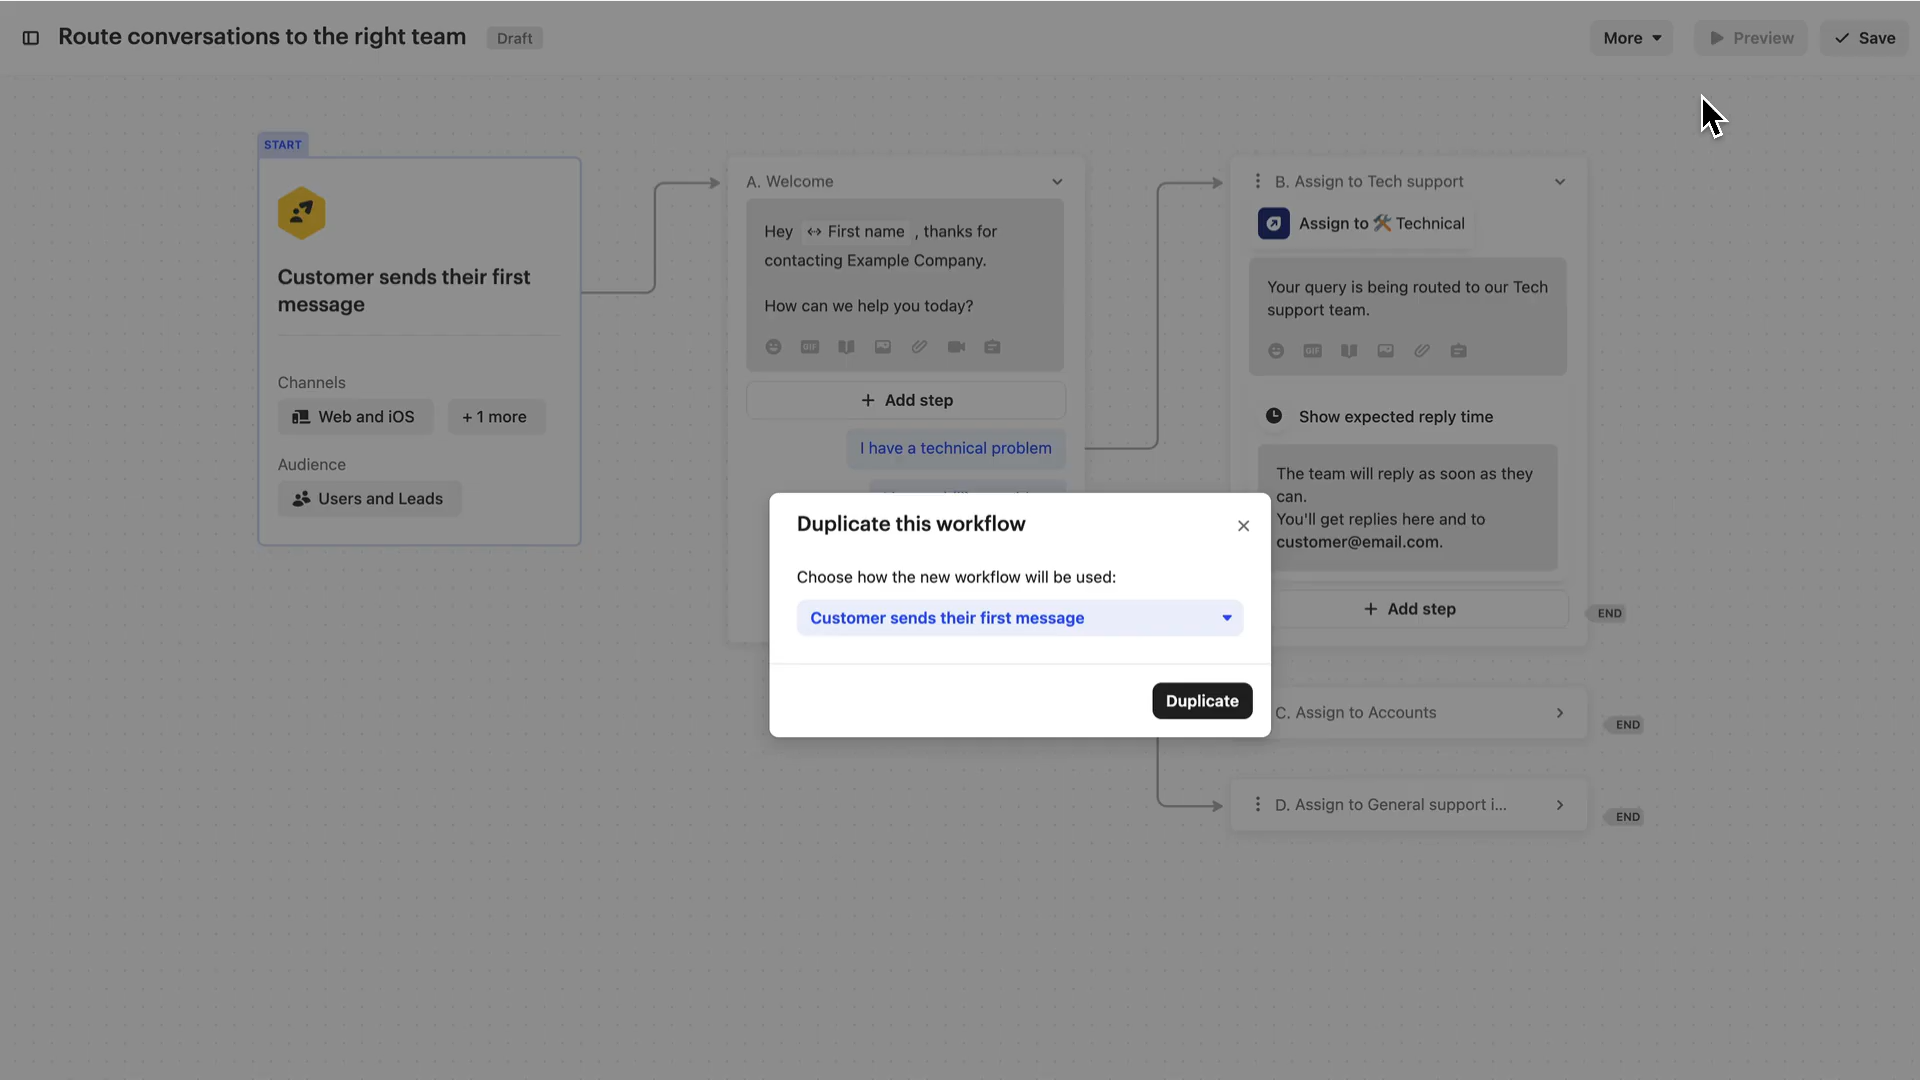 Route conversations to the right team
Draft
More
Preview
Save
START
Customer sends their first
message
Channels
Web and iOS
+ 1 more
Audience
Users and Leads
A. Welcome
Hey First name , thanks for
contacting Example Company.
How can we help you today?
GIF
Add step
I have a technical problem
B. Assign to Tech support
Assign to Technical
Your query is being routed to our Tech
support team.
GIF
Show expected reply time
The team will reply as soon as they
can.
You'll get replies here and to
customer@email.com.
Add step
END
Duplicate this workflow
Choose how the new workflow will be used:
Customer sends their first message
Duplicate
C. Assign to Accounts
END
D. Assign to General support i...
END